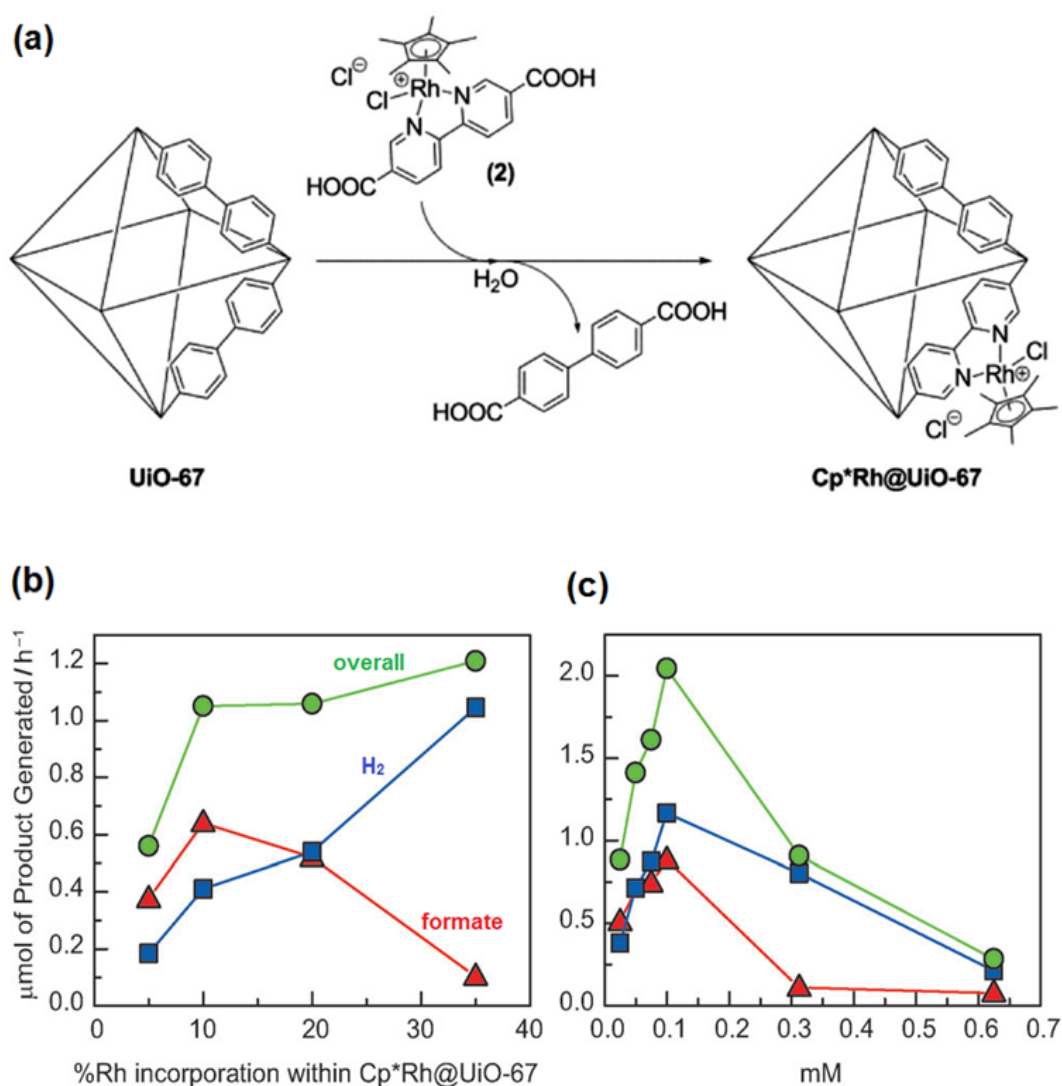 (a)
Cl⊖
Cl
⊕
Rh
N
N
COOH
HOOC
(2)
H₂O
COOH
HOOC
N
N
Cl
Rh⊕
Cl⊖
UiO-67
Cp*Rh@UiO-67
(b)
μmol of Product Generated / h⁻¹
1.2
1.0
0.8
0.6
0.4
0.2
0.0
overall
H₂
formate
0
10
20
30
40
%Rh incorporation within Cp*Rh@UiO-67
(c)
2.0
1.5
1.0
0.5
0.0
0.0
0.1
0.2
0.3
0.4
0.5
0.6
0.7
mM